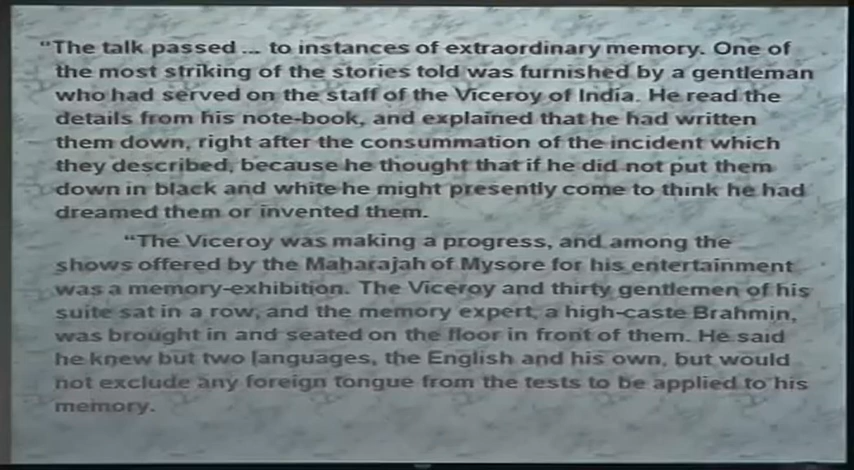 “The talk passed ... to instances of extraordinary memory. One of
the most striking of the stories told was furnished by a gentleman
who had served on the staff of the Viceroy of India. He read the
details from his note-book, and explained that he had written
them down, right after the consummation of the incident which
they described, because he thought that if he did not put them
down in black and white he might presently come to think he had
dreamed them or invented them.
“The Viceroy was making a progress, and among the
shows offered by the Maharajah of Mysore for his entertainment
was a memory-exhibition. The Viceroy and thirty gentlemen of his
suite sat in a row, and the memory expert, a high-caste Brahmin,
was brought in and seated on the floor in front of them. He said
he knew but two languages, the English and his own, but would
not exclude any foreign tongue from the tests to be applied to his
memory.